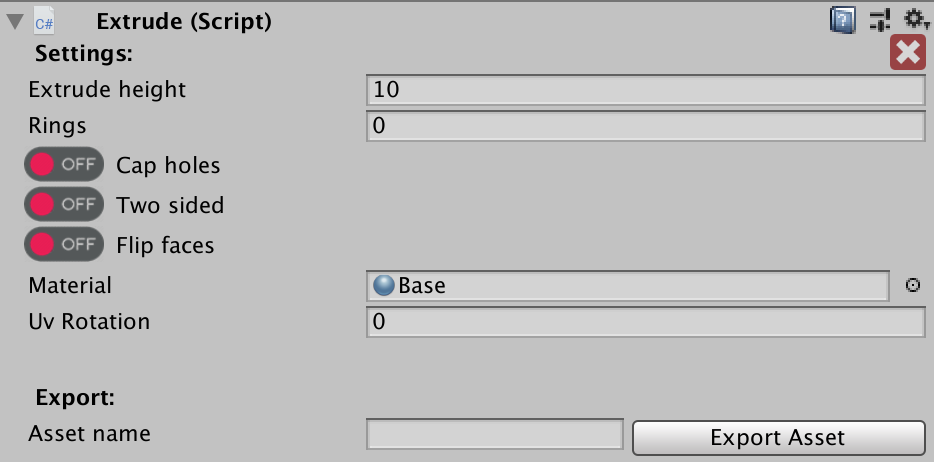 C# Extrude (Script)
Settings:
Extrude height 10
Rings 0
OFF Cap holes
OFF Two sided
OFF Flip faces
Material Base
Uv Rotation 0
Export:
Asset name Export Asset